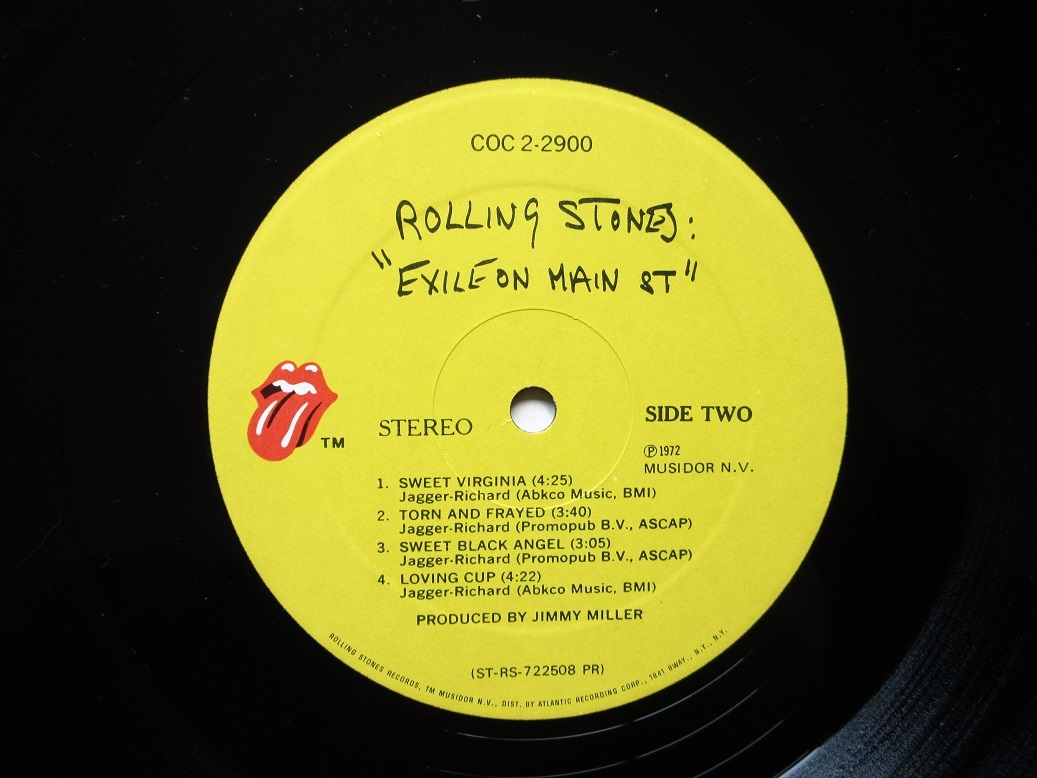 COC 2-2900
ROLLING STONES:
"EXILE ON MAIN ST"
TM
STEREO
SIDE TWO
Ⓟ 1972
MUSIDOR N.V.
1. SWEET VIRGINIA (4:25)
Jagger-Richard (Abkco Music, BMI)
2. TORN AND FRAYED (3:40)
Jagger-Richard (Promopub B.V., ASCAP)
3. SWEET BLACK ANGEL (3:05)
Jagger-Richard (Promopub B.V., ASCAP)
4. LOVING CUP (4:22)
Jagger-Richard (Abkco Music, BMI)
PRODUCED BY JIMMY MILLER
(ST-RS-722508 PR)
ROLLING STONES RECORDS, TM MUSIDOR N.V., DIST. BY ATLANTIC RECORDING CORP., 1841 BWAY., N.Y., N.Y.